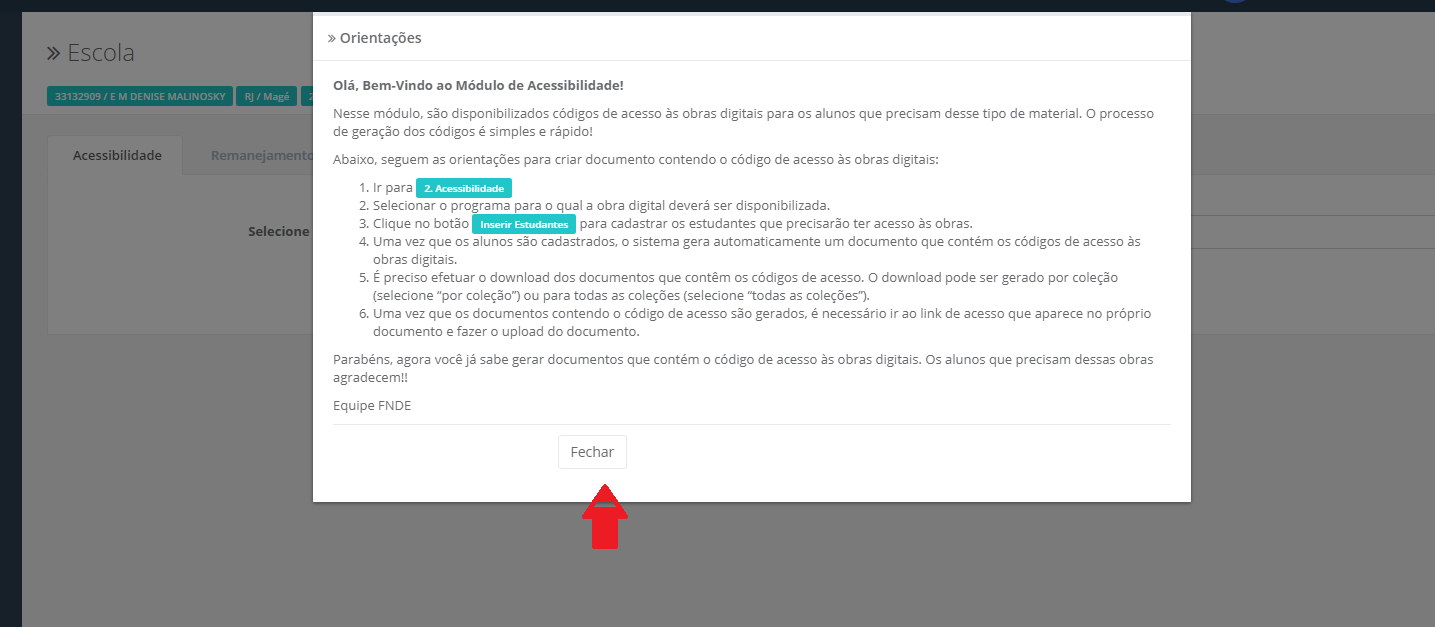 » Orientações
» Escola
33132909 / E M DENISE MALINOSKY RJ / Magé 2
Acessibilidade Remanejamento
Selecione
Olá, Bem-Vindo ao Módulo de Acessibilidade!
Nesse módulo, são disponibilizados códigos de acesso às obras digitais para os alunos que precisam desse tipo de material. O processo
de geração dos códigos é simples e rápido!
Abaixo, seguem as orientações para criar documento contendo o código de acesso às obras digitais:
1. Ir para 2. Acessibilidade
2. Selecionar o programa para o qual a obra digital deverá ser disponibilizada.
3. Clique no botão Inserir Estudantes para cadastrar os estudantes que precisarão ter acesso às obras.
4. Uma vez que os alunos são cadastrados, o sistema gera automaticamente um documento que contém os códigos de acesso às
obras digitais.
5. É preciso efetuar o download dos documentos que contêm os códigos de acesso. O download pode ser gerado por coleção
(selecione “por coleção”) ou para todas as coleções (selecione “todas as coleções”).
6. Uma vez que os documentos contendo o código de acesso são gerados, é necessário ir ao link de acesso que aparece no próprio
documento e fazer o upload do documento.
Parabéns, agora você já sabe gerar documentos que contém o código de acesso às obras digitais. Os alunos que precisam dessas obras
agradecem!!
Equipe FNDE
Fechar